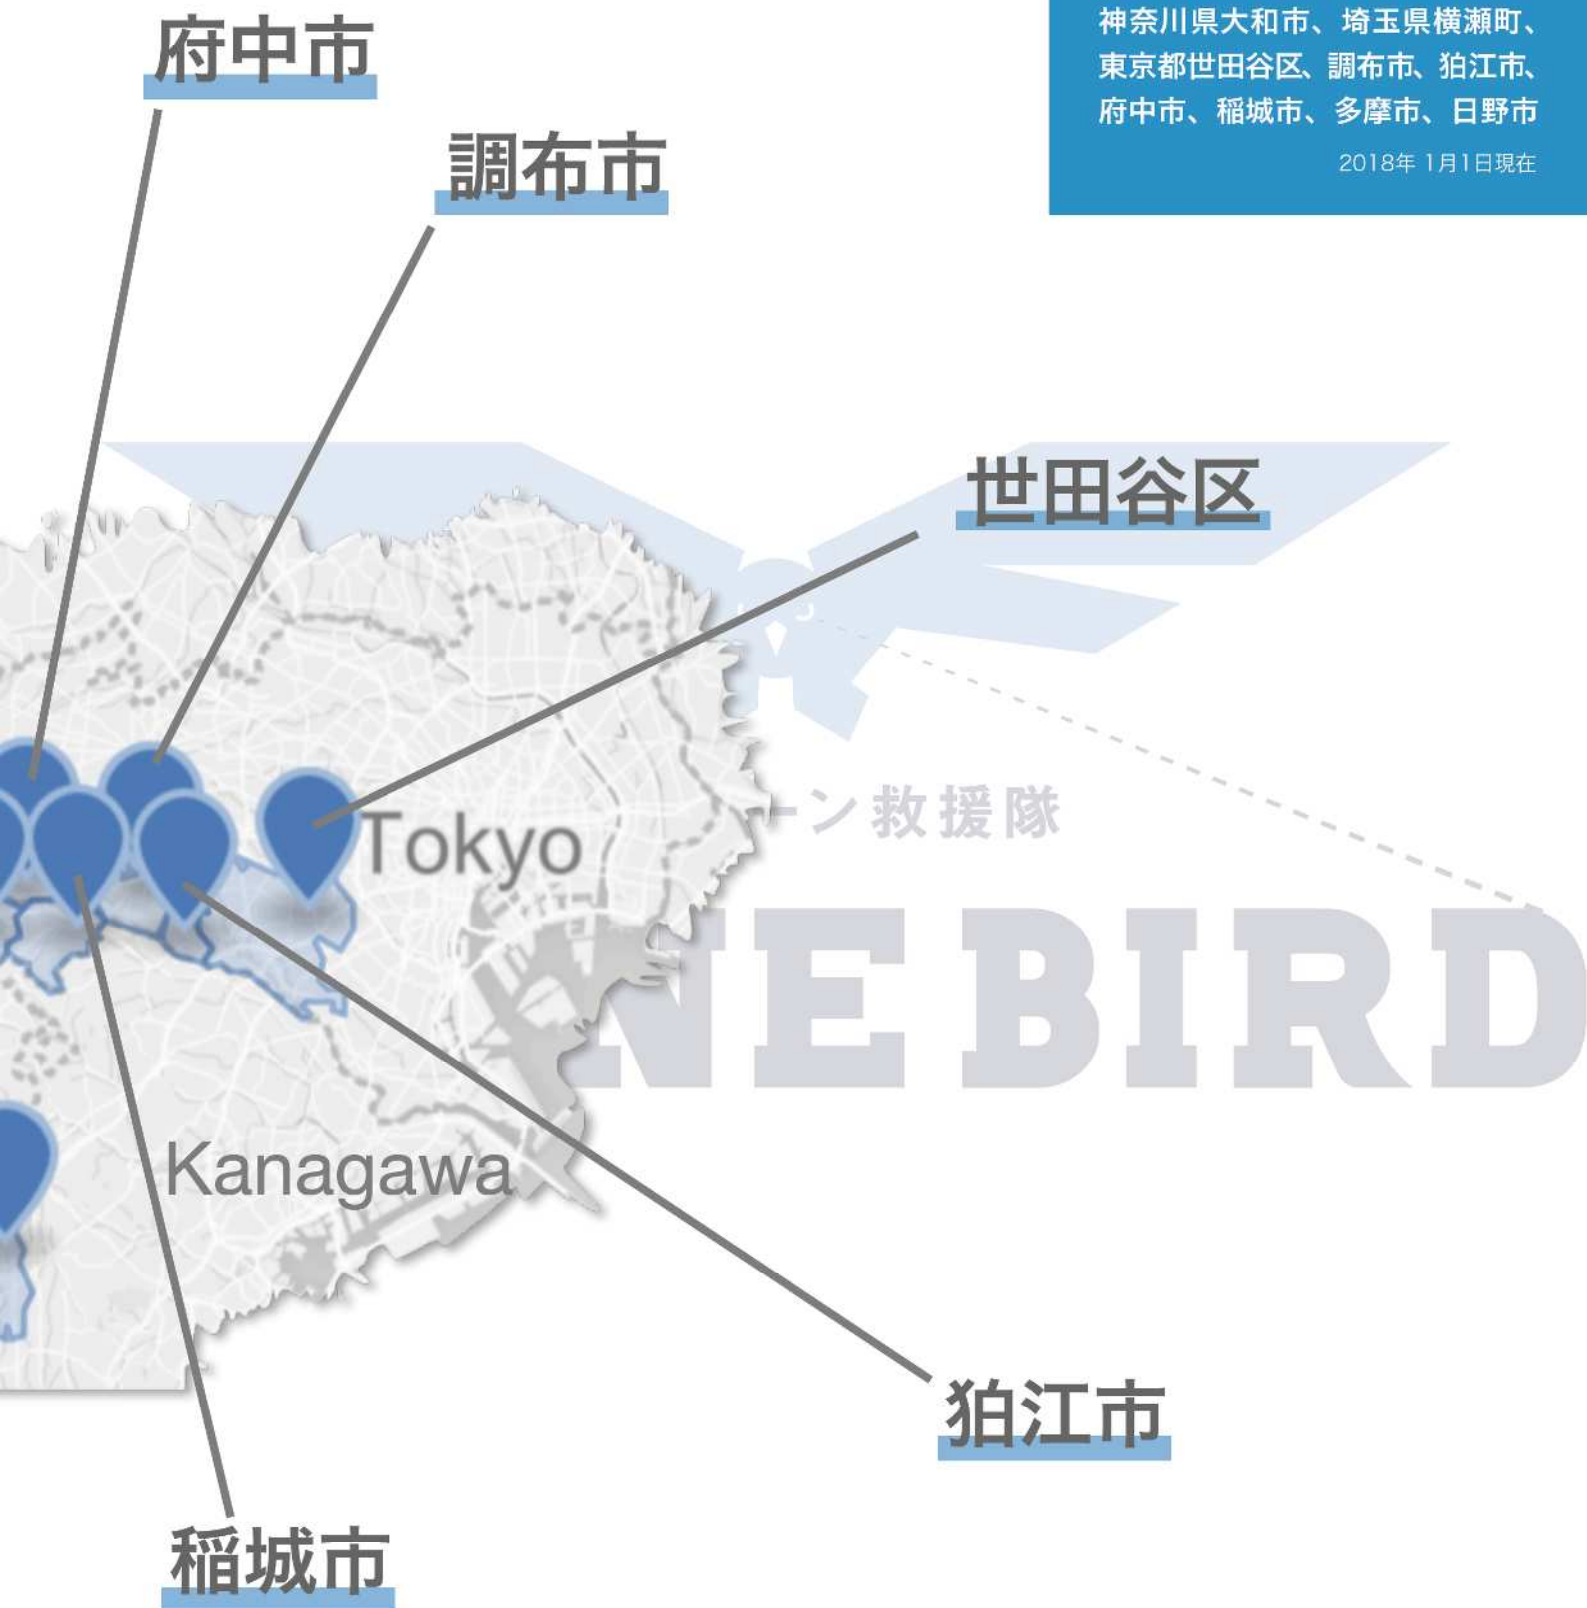 府中市
神奈川県大和市、埼玉県横瀬町、
東京都世田谷区、調布市、狛江市、
府中市、稲城市、多摩市、日野市
2018年 1月1日現在
調布市
世田谷区
Tokyo
ーン救援隊
NE BIRD
Kanagawa
狛江市
稲城市